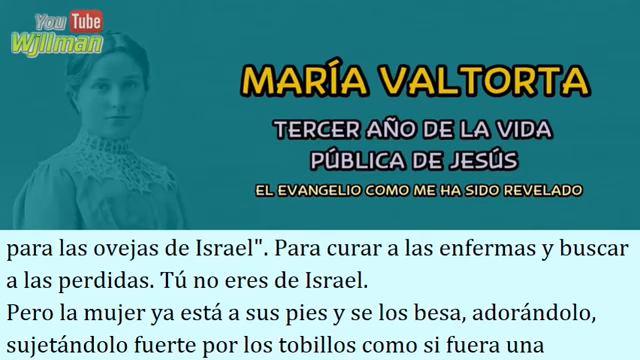 You Tube
Wjllman
MARÍA VALTORTA
TERCER AÑO DE LA VIDA
PÚBLICA DE JESÚS
EL EVANGELIO COMO ME HA SIDO REVELADO
para las ovejas de Israel". Para curar a las enfermas y buscar
a las perdidas. Tú no eres de Israel.
Pero la mujer ya está a sus pies y se los besa, adorándolo,
sujetándolo fuerte por los tobillos como si fuera una